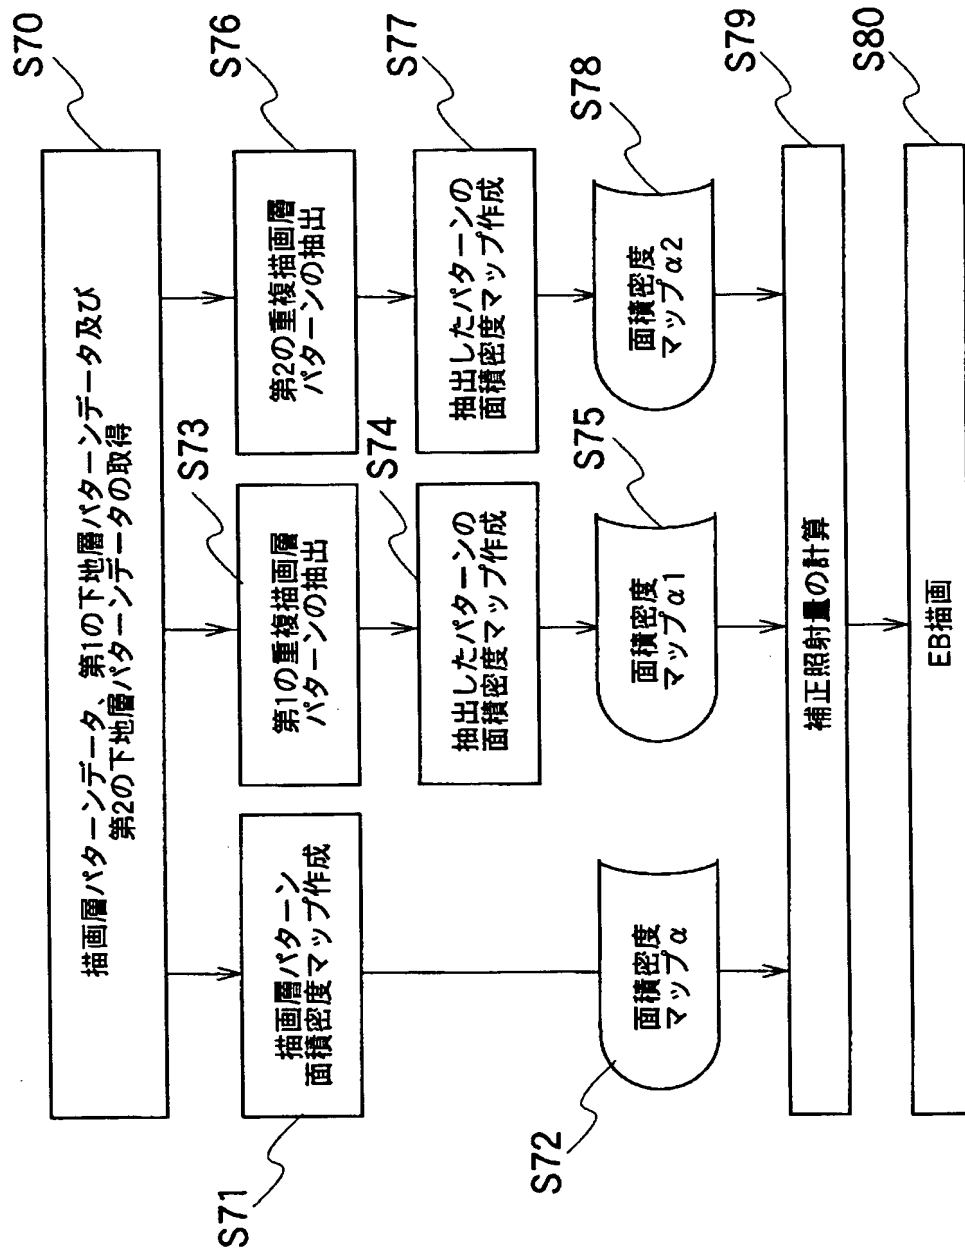 S70
描画層パターンデータ、第1の下地層パターンデータ及び
第2の下地層パターンデータの取得
S71
描画層パターン
面積密度マップ作成
S72
面積密度
マップα
S73
第1の重複描画層
パターンの抽出
S74
抽出したパターンの
面積密度マップ作成
S75
面積密度
マップα1
S76
第2の重複描画層
パターンの抽出
S77
抽出したパターンの
面積密度マップ作成
S78
面積密度
マップα2
S79
補正照射量の計算
S80
EB描画